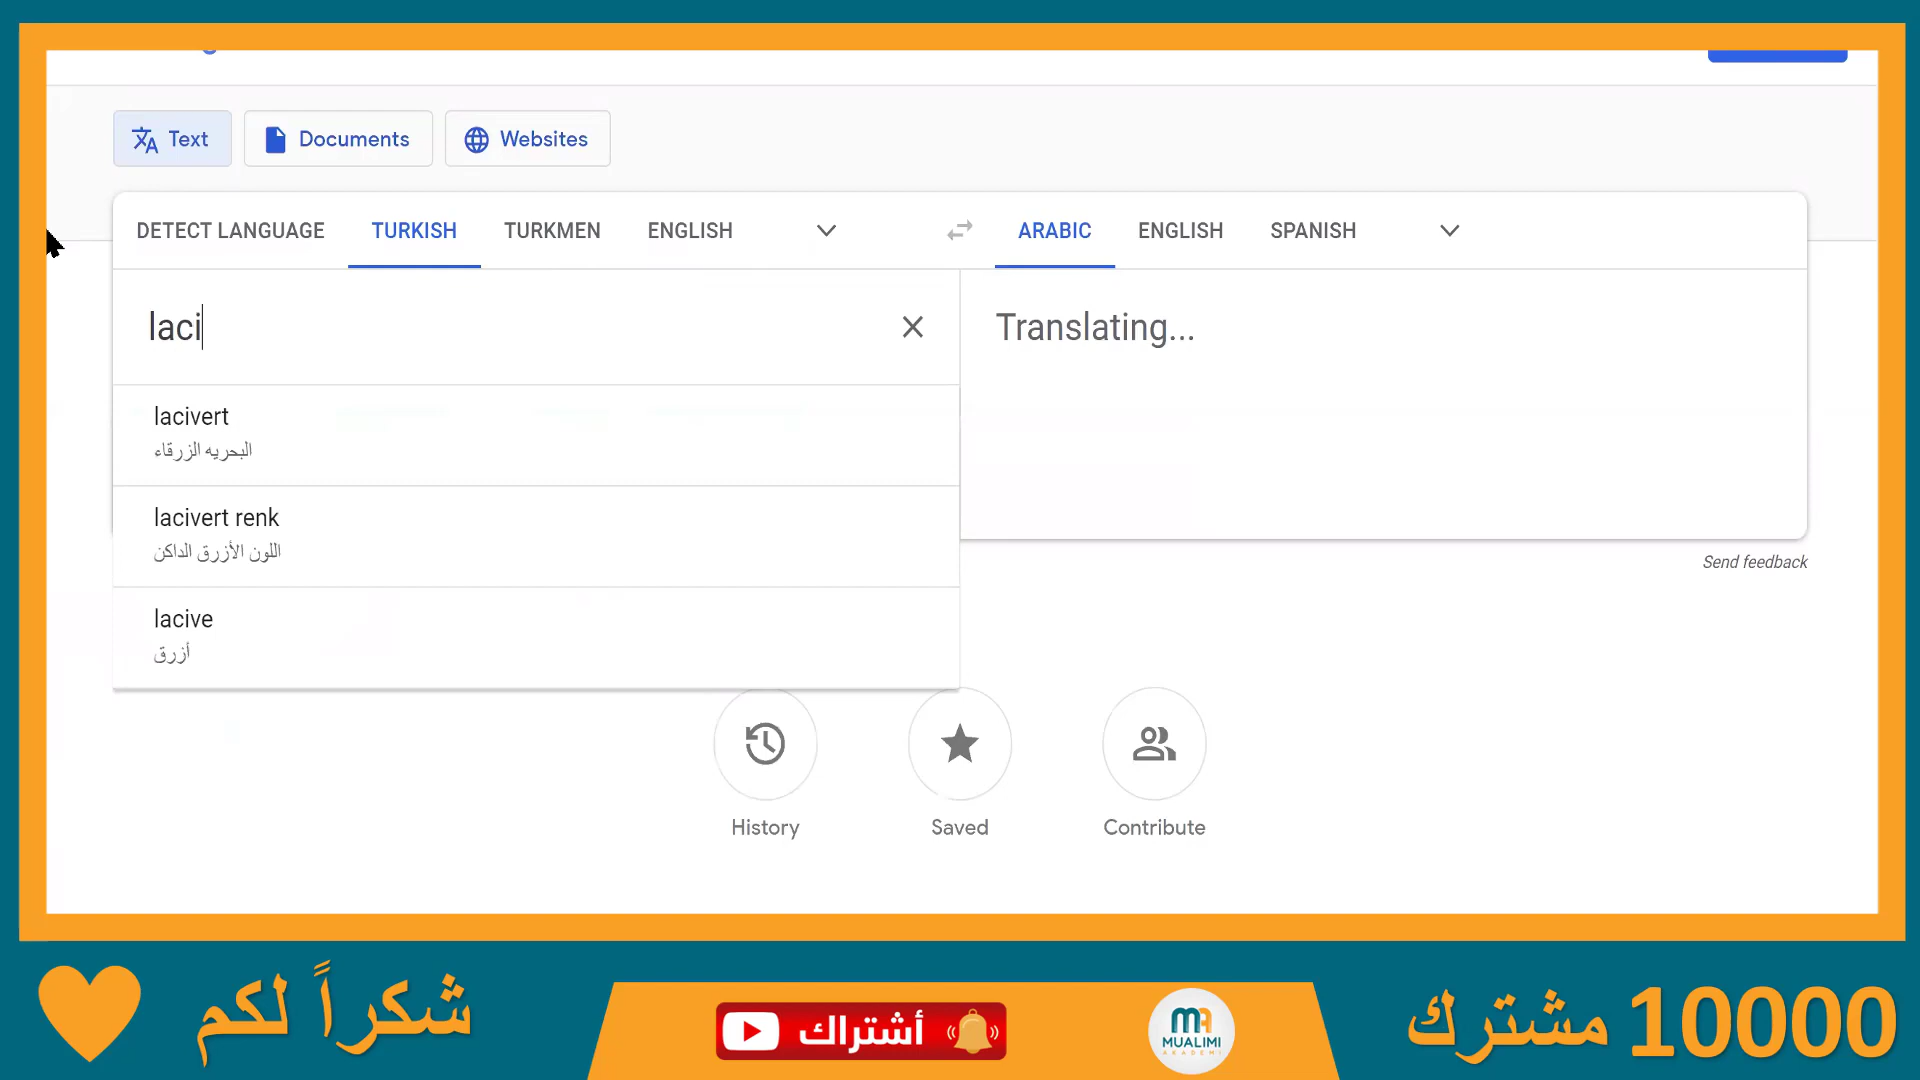 Text
Documents
Websites
DETECT LANGUAGE TURKISH TURKMEN ENGLISH
ARABIC ENGLISH SPANISH
laci
Translating...
lacivert
البحريه الزرقاء
lacivert renk
اللون الأزرق الداكن
lacive
أزرق
Send feedback
History
Saved
Contribute
شكراً لكم
أشتراك
MUALIMI
AKADEMI
10000 مشترك